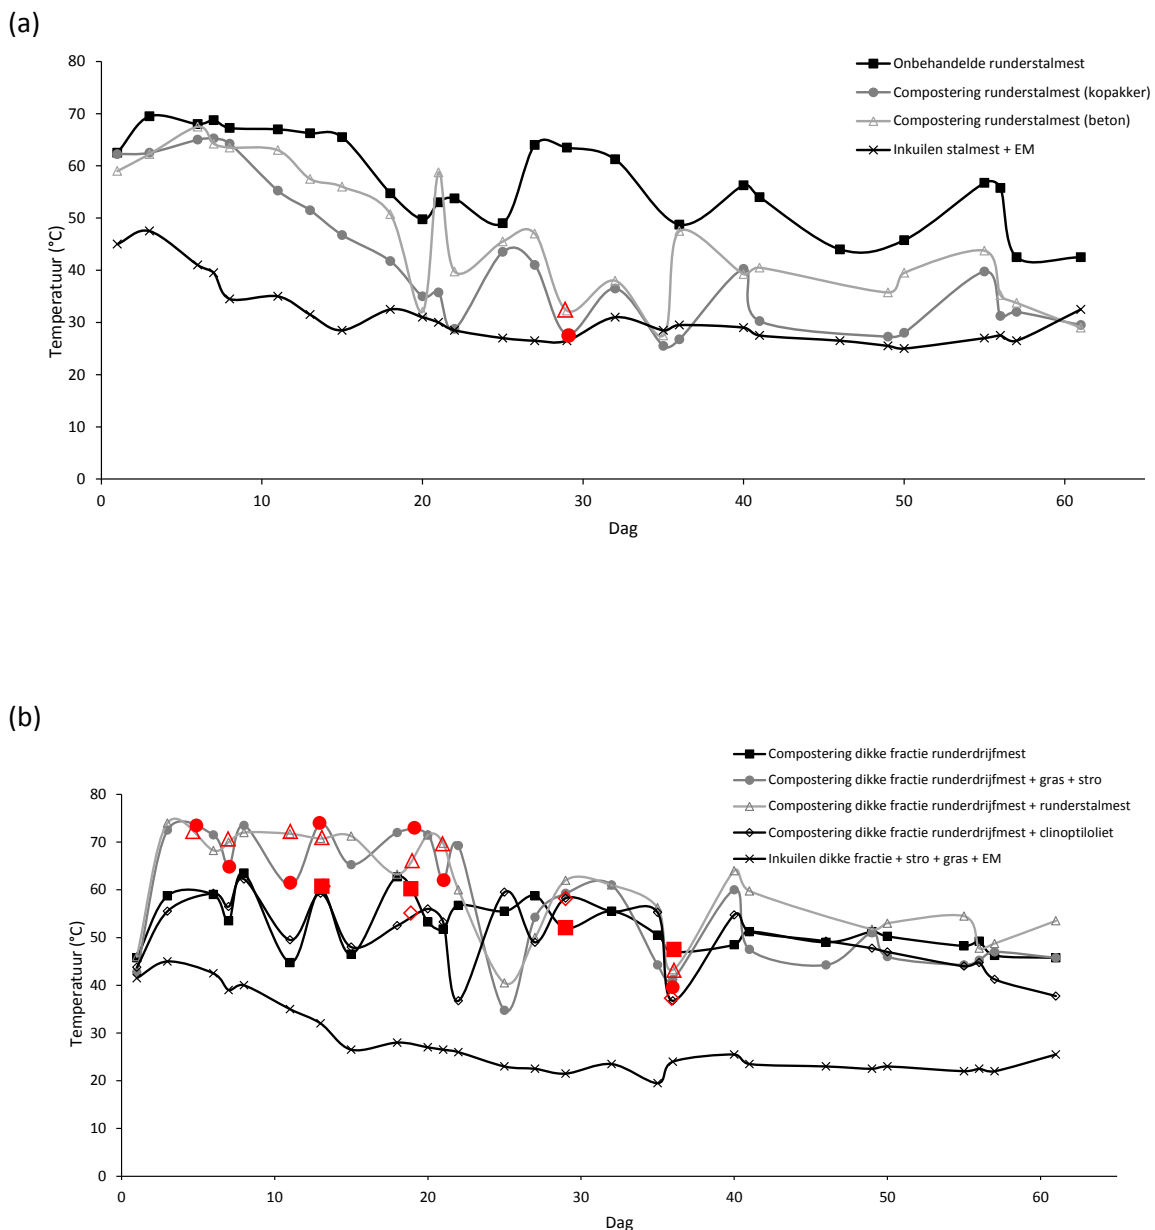 (a)
Onbehandelde runderstalmest
Compostering runderstalmest (kopakker)
Compostering runderstalmest (beton)
Inkuilen stalmest + EM
80
70
60
50
40
30
20
10
0
Temperatuur (°C)
0 10 20 30 40 50 60
Dag
(b)
Compostering dikke fractie runderdrijfmest
Compostering dikke fractie runderdrijfmest + gras + stro
Compostering dikke fractie runderdrijfmest + runderstalmest
Compostering dikke fractie runderdrijfmest + clinoptiloliet
Inkuilen dikke fractie + stro + gras + EM
80
70
60
50
40
30
20
10
0
Temperatuur (°C)
0 10 20 30 40 50 60
Dag